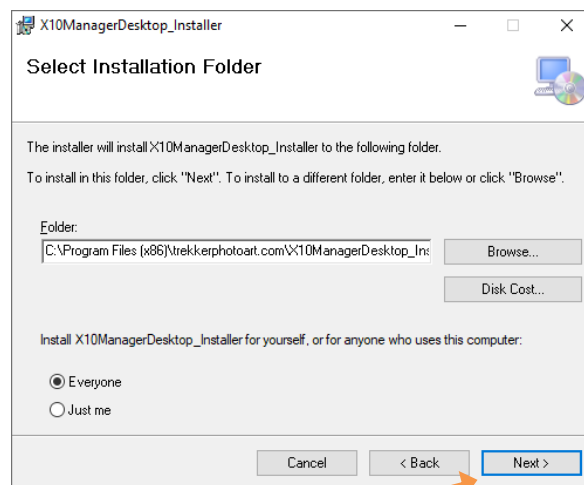 X10ManagerDesktop_Installer
Select Installation Folder
The installer will install X10ManagerDesktop_Installer to the following folder.
To install in this folder, click "Next". To install to a different folder, enter it below or click "Browse".
Folder:
C:\Program Files (x86)\trekkerphotoart.com\X10ManagerDesktop_Ins
Browse...
Disk Cost...
Install X10ManagerDesktop_Installer for yourself, or for anyone who uses this computer:
Everyone
Just me
Cancel
< Back
Next >